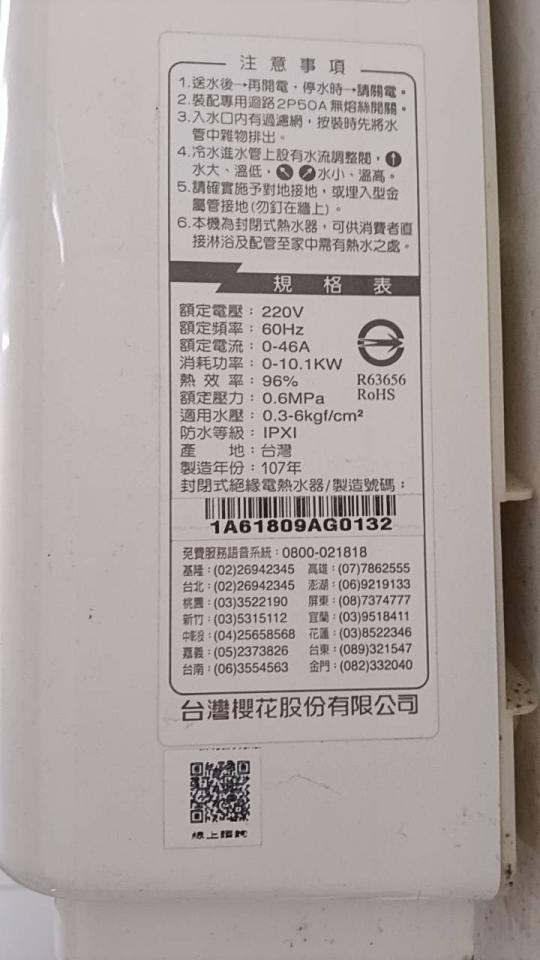 注意事項
1.送水後→再開電，停水時→請關電。
2.裝配專用迴路2P50A無熔絲開關。
3.入水口內有過濾網，按裝時先將水
管中雜物排出。
4.冷水進水管上設有水流調整閥，
水大、溫低，水小、溫高。
5.請確實施予對地接地，或埋入型金
屬管接地(勿釘在牆上)。
6.本機為封閉式熱水器，可供消費者直
接淋浴及配管至家中需有熱水之處。
規格表
額定電壓：220V
額定頻率：60Hz
額定電流：0-46A
消耗功率：0-10.1KW
熱效率：96%
R63656
額定壓力：0.6MPa
RoHS
適用水壓：0.3-6kgf/cm²
防水等級：IPXI
產地：台灣
製造年份：107年
封閉式絕緣電熱水器/製造號碼：
1A61809AG0132
免費服務語音系統：0800-021818
基隆：(02)26942345 高雄：(07)7862555
台北：(02)26942345 澎湖：(06)9219133
桃園：(03)3522190 屏東：(08)7374777
新竹：(03)5315112 宜蘭：(03)9518411
中彰投：(04)25658568 花蓮：(03)8522346
嘉義：(05)2373826 台東：(089)321547
台南：(06)3554563 金門：(082)332040
台灣櫻花股份有限公司